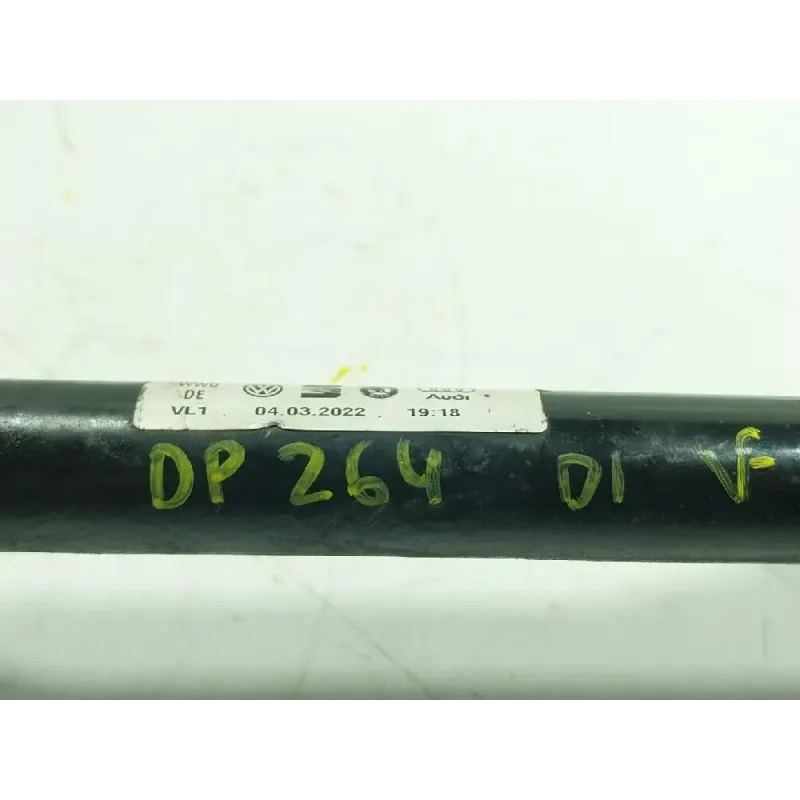 DE Audi
VL1 04.03.2022 19:18
DP 264 DI VF